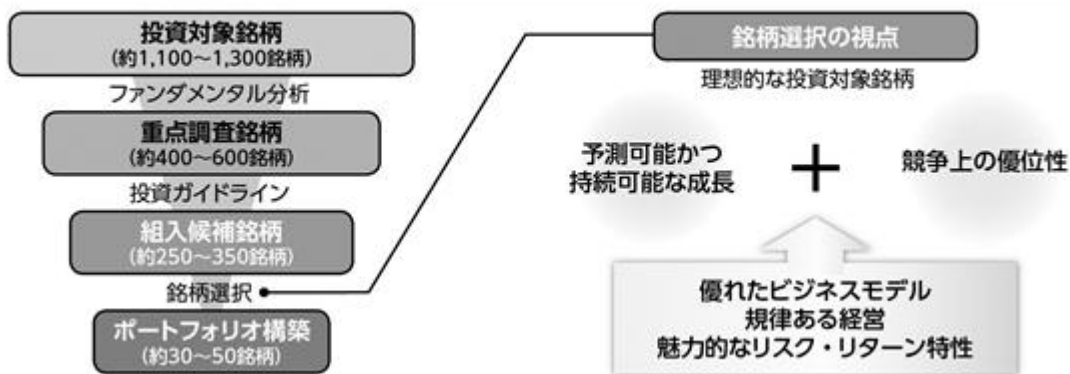 投資対象銘柄
(約1,100～1,300銘柄)
ファンダメンタル分析
重点調査銘柄
(約400～600銘柄)
投資ガイドライン
組入候補銘柄
(約250～350銘柄)
銘柄選択
ポートフォリオ構築
(約30～50銘柄)
銘柄選択の視点
理想的な投資対象銘柄
予測可能かつ
持続可能な成長
+
競争上の優位性
優れたビジネスモデル
規律ある経営
魅力的なリスク・リターン特性